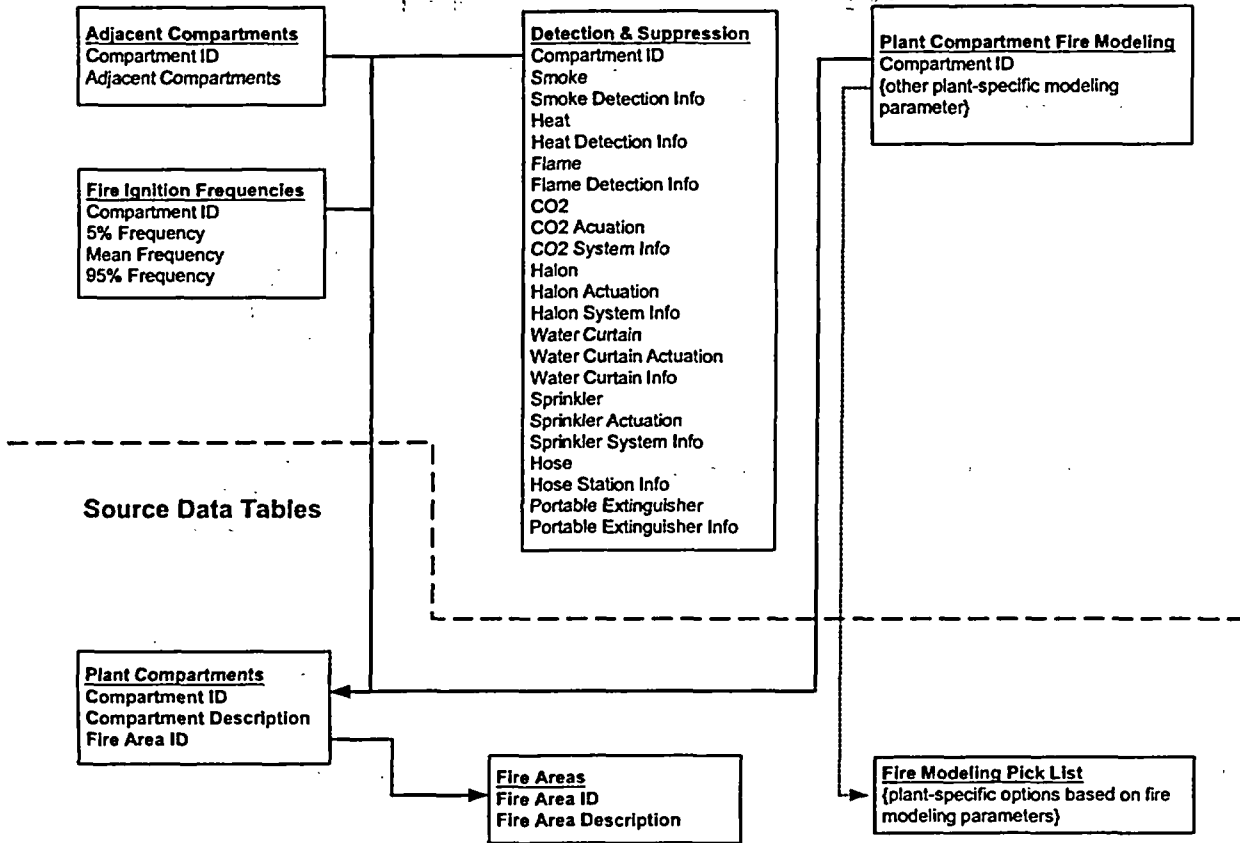 Adjacent Compartments
Compartment ID
Adjacent Compartments
Fire Ignition Frequencies
Compartment ID
5% Frequency
Mean Frequency
95% Frequency
Detection & Suppression
Compartment ID
Smoke
Smoke Detection Info
Heat
Heat Detection Info
Flame
Flame Detection Info
CO2
CO2 Acuation
CO2 System Info
Halon
Halon Actuation
Halon System Info
Water Curtain
Water Curtain Actuation
Water Curtain Info
Sprinkler
Sprinkler Actuation
Sprinkler System Info
Hose
Hose Station Info
Portable Extinguisher
Portable Extinguisher Info
Plant Compartment Fire Modeling
Compartment ID
{other plant-specific modeling
parameter}
Source Data Tables
Plant Compartments
Compartment ID
Compartment Description
Fire Area ID
Fire Areas
Fire Area ID
Fire Area Description
Fire Modeling Pick List
{plant-specific options based on fire
modeling parameters}